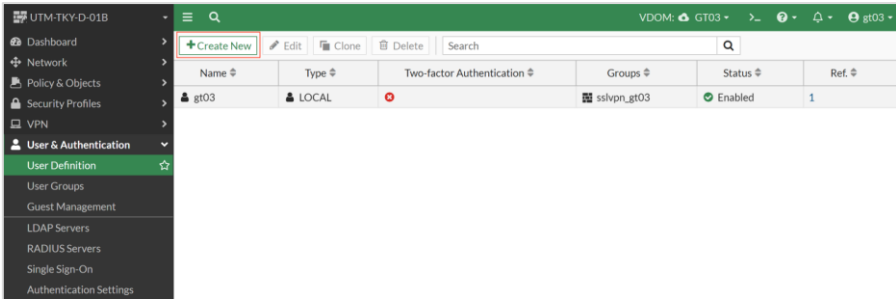 UTM-TKY-D-01B
VDOM: GT03
>_
gt03
Dashboard
Network
Policy & Objects
Security Profiles
VPN
User & Authentication
User Definition
User Groups
Guest Management
LDAP Servers
RADIUS Servers
Single Sign-On
Authentication Settings
+Create New Edit Clone Delete Search
Name Type Two-factor Authentication Groups Status Ref.
gt03 LOCAL sslvpn_gt03 Enabled 1